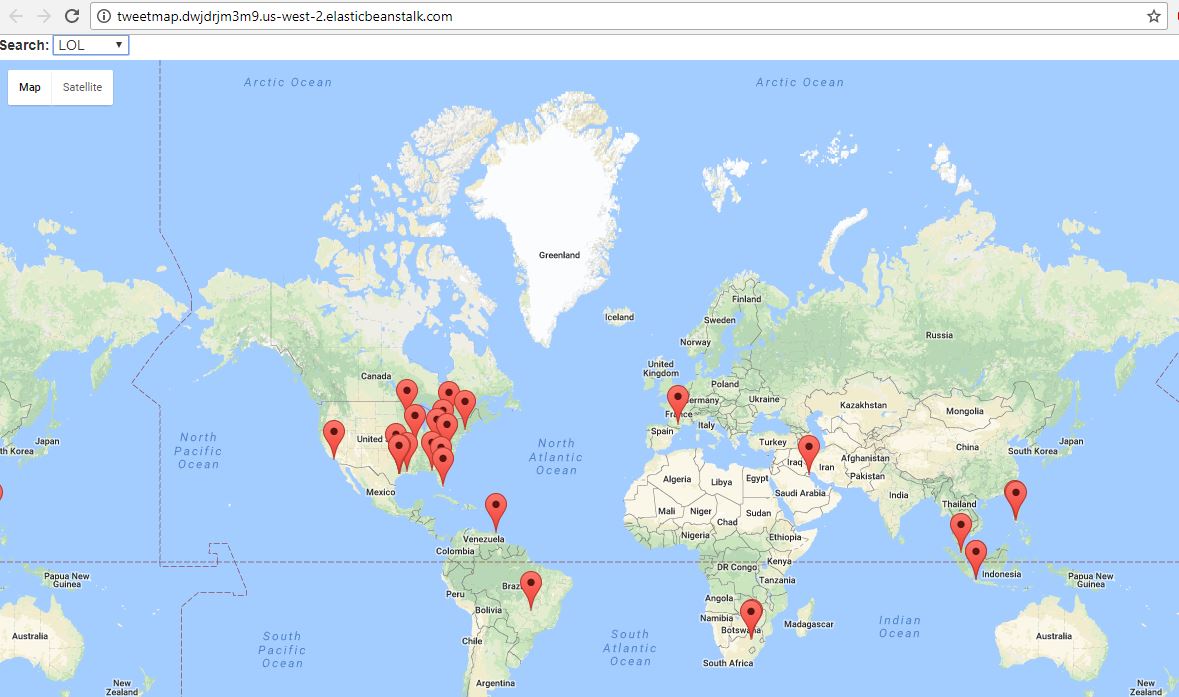 tweetmap.dwjdrjm3m9.us-west-2.elasticbeanstalk.com
Search: LOL
Map Satellite
Arctic Ocean
Arctic Ocean
Greenland
Iceland
Finland
Sweden
Norway
Russia
United
Kingdom
Canada
Poland
Ukraine
Germany
France
Kazakhstan
Mongolia
Spain
Italy
Turkey
Japan
th Korea
North
Pacific
Ocean
United
North
Atlantic
Ocean
China
Japan
South Korea
Afghanistan
Iraq
Iran
Pakistan
Mexico
Algeria
Libya
Egypt
Saudi Arabia
India
Thailand
Mali
Niger
Chad
Sudan
Nigeria
Ethiopia
Venezuela
Colombia
DR Congo
Kenya
Tanzania
Indonesia
Papua New
Guinea
Papua New
Guinea
Braz
Peru
Bolivia
Angola
Namibia
Botswana
Madagascar
Indian
Ocean
Australia
South
Pacific
Ocean
Chile
South
Atlantic
Ocean
South Africa
Australia
Argentina
New
Zealand
New
Zealand